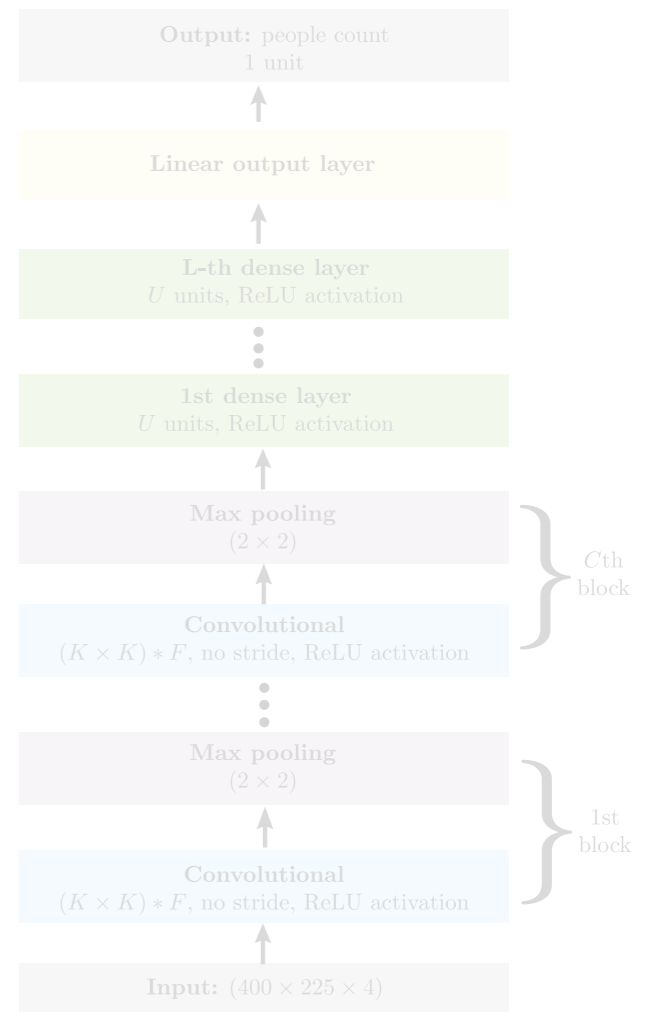 Output: people count
1 unit
Linear output layer
L-th dense layer
U units, ReLU activation
1st dense layer
U units, ReLU activation
Max pooling
(2 × 2)
Cth
block
Convolutional
(K × K) ∗ F, no stride, ReLU activation
Max pooling
(2 × 2)
1st
block
Convolutional
(K × K) ∗ F, no stride, ReLU activation
Input: (400 × 225 × 4)